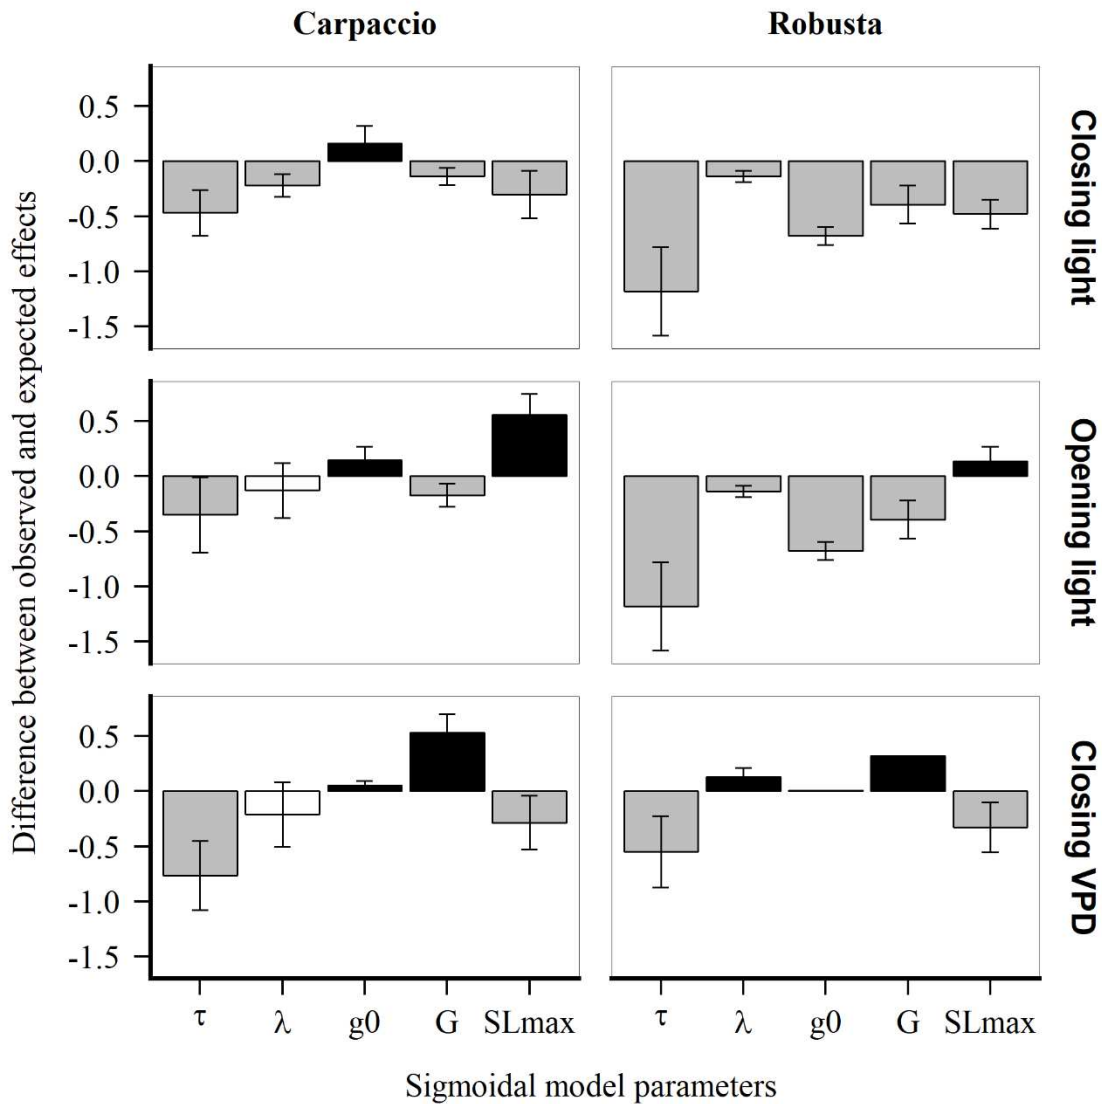 Carpaccio Robusta
Difference between observed and expected effects
0.5
0.0
-0.5
-1.0
-1.5
Closing light
0.5
0.0
-0.5
-1.0
-1.5
Opening light
0.5
0.0
-0.5
-1.0
-1.5
Closing VPD
τ λ g0 G SLmax τ λ g0 G SLmax
Sigmoidal model parameters